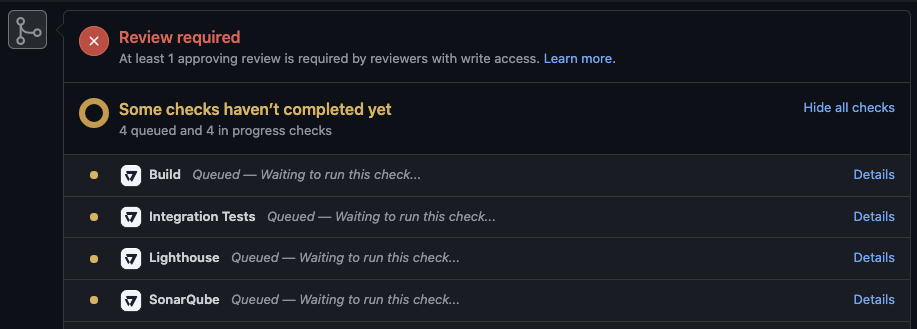 Review required
At least 1 approving review is required by reviewers with write access. Learn more.
Some checks haven’t completed yet
Hide all checks
4 queued and 4 in progress checks
Build Queued — Waiting to run this check... Details
Integration Tests Queued — Waiting to run this check... Details
Lighthouse Queued — Waiting to run this check... Details
SonarQube Queued — Waiting to run this check... Details